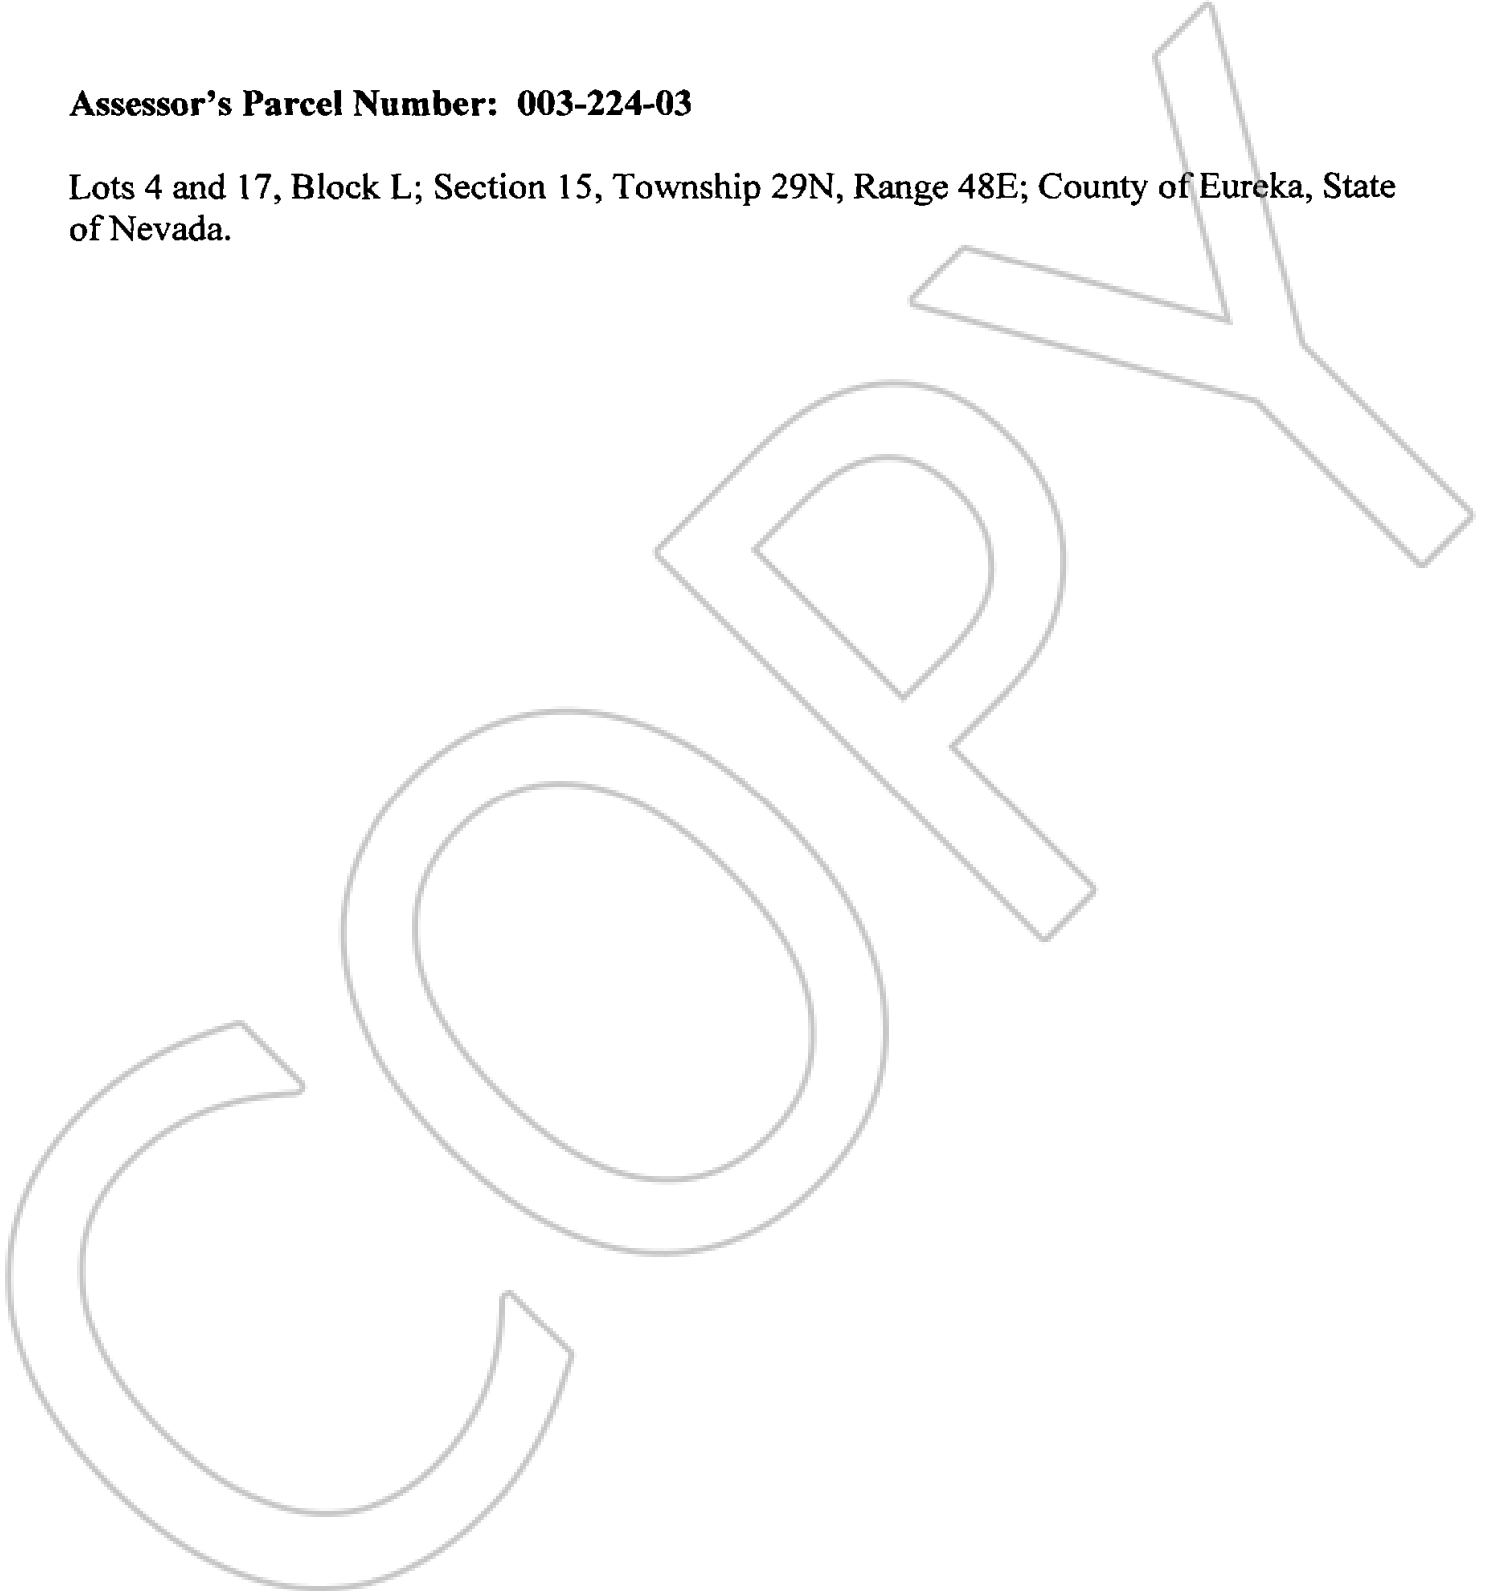 Assessor's Parcel Number: 003-224-03
Lots 4 and 17, Block L; Section 15, Township 29N, Range 48E; County of Eureka, State
of Nevada.
COPY